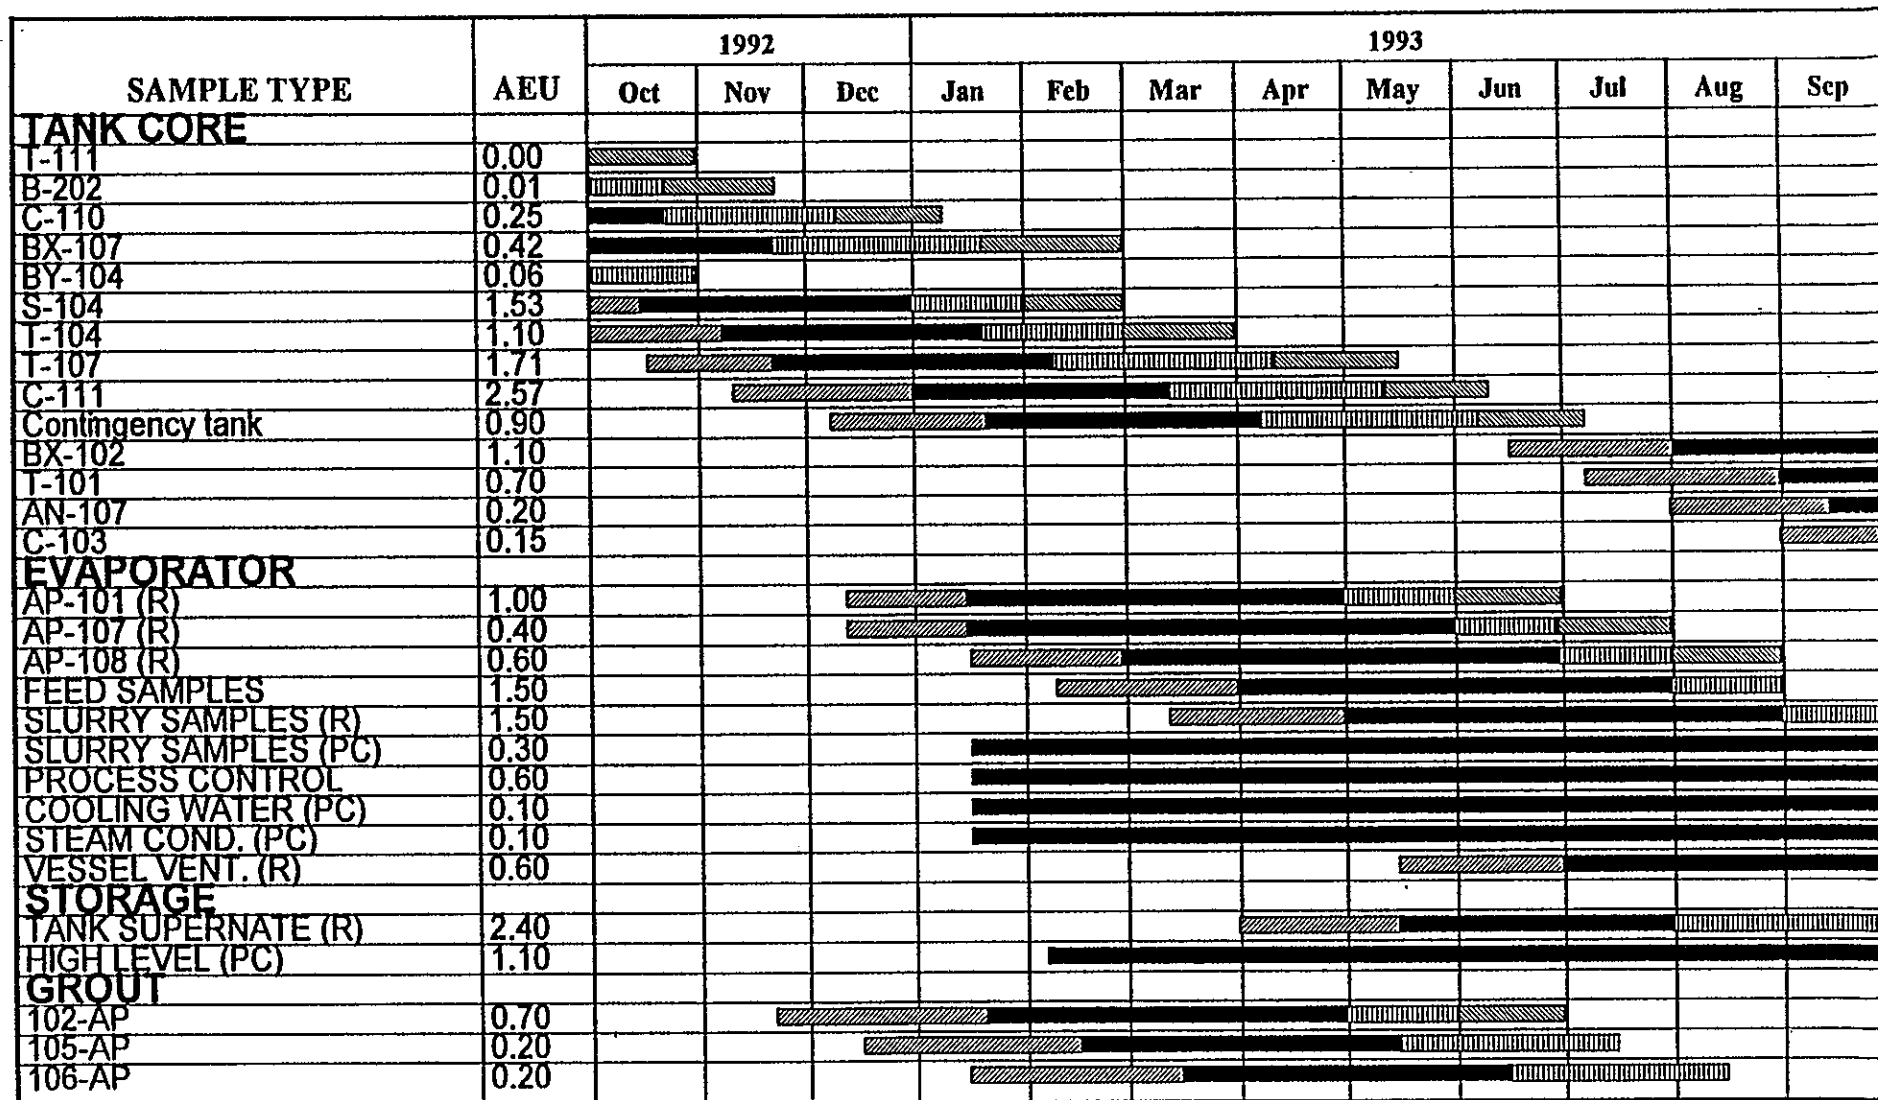 1992 1993
SAMPLE TYPE AEU Oct Nov Dec Jan Feb Mar Apr May Jun Jul Aug Sep
TANK CORE
T-111 0.00
B-202 0.01
C-110 0.25
BX-107 0.42
BY-104 0.06
S-104 1.53
T-104 1.10
T-107 1.71
C-111 2.57
Contingency tank 0.90
BX-102 1.10
T-101 0.70
AN-107 0.20
C-103 0.15
EVAPORATOR
AP-101 (R) 1.00
AP-107 (R) 0.40
AP-108 (R) 0.60
FEED SAMPLES 1.50
SLURRY SAMPLES (R) 1.50
SLURRY SAMPLES (PC) 0.30
PROCESS CONTROL 0.60
COOLING WATER (PC) 0.10
STEAM COND. (PC) 0.10
VESSEL VENT. (R) 0.60
STORAGE
TANK SUPERNATE (R) 2.40
HIGH LEVEL (PC) 1.10
GROUT
102-AP 0.70
105-AP 0.20
106-AP 0.20